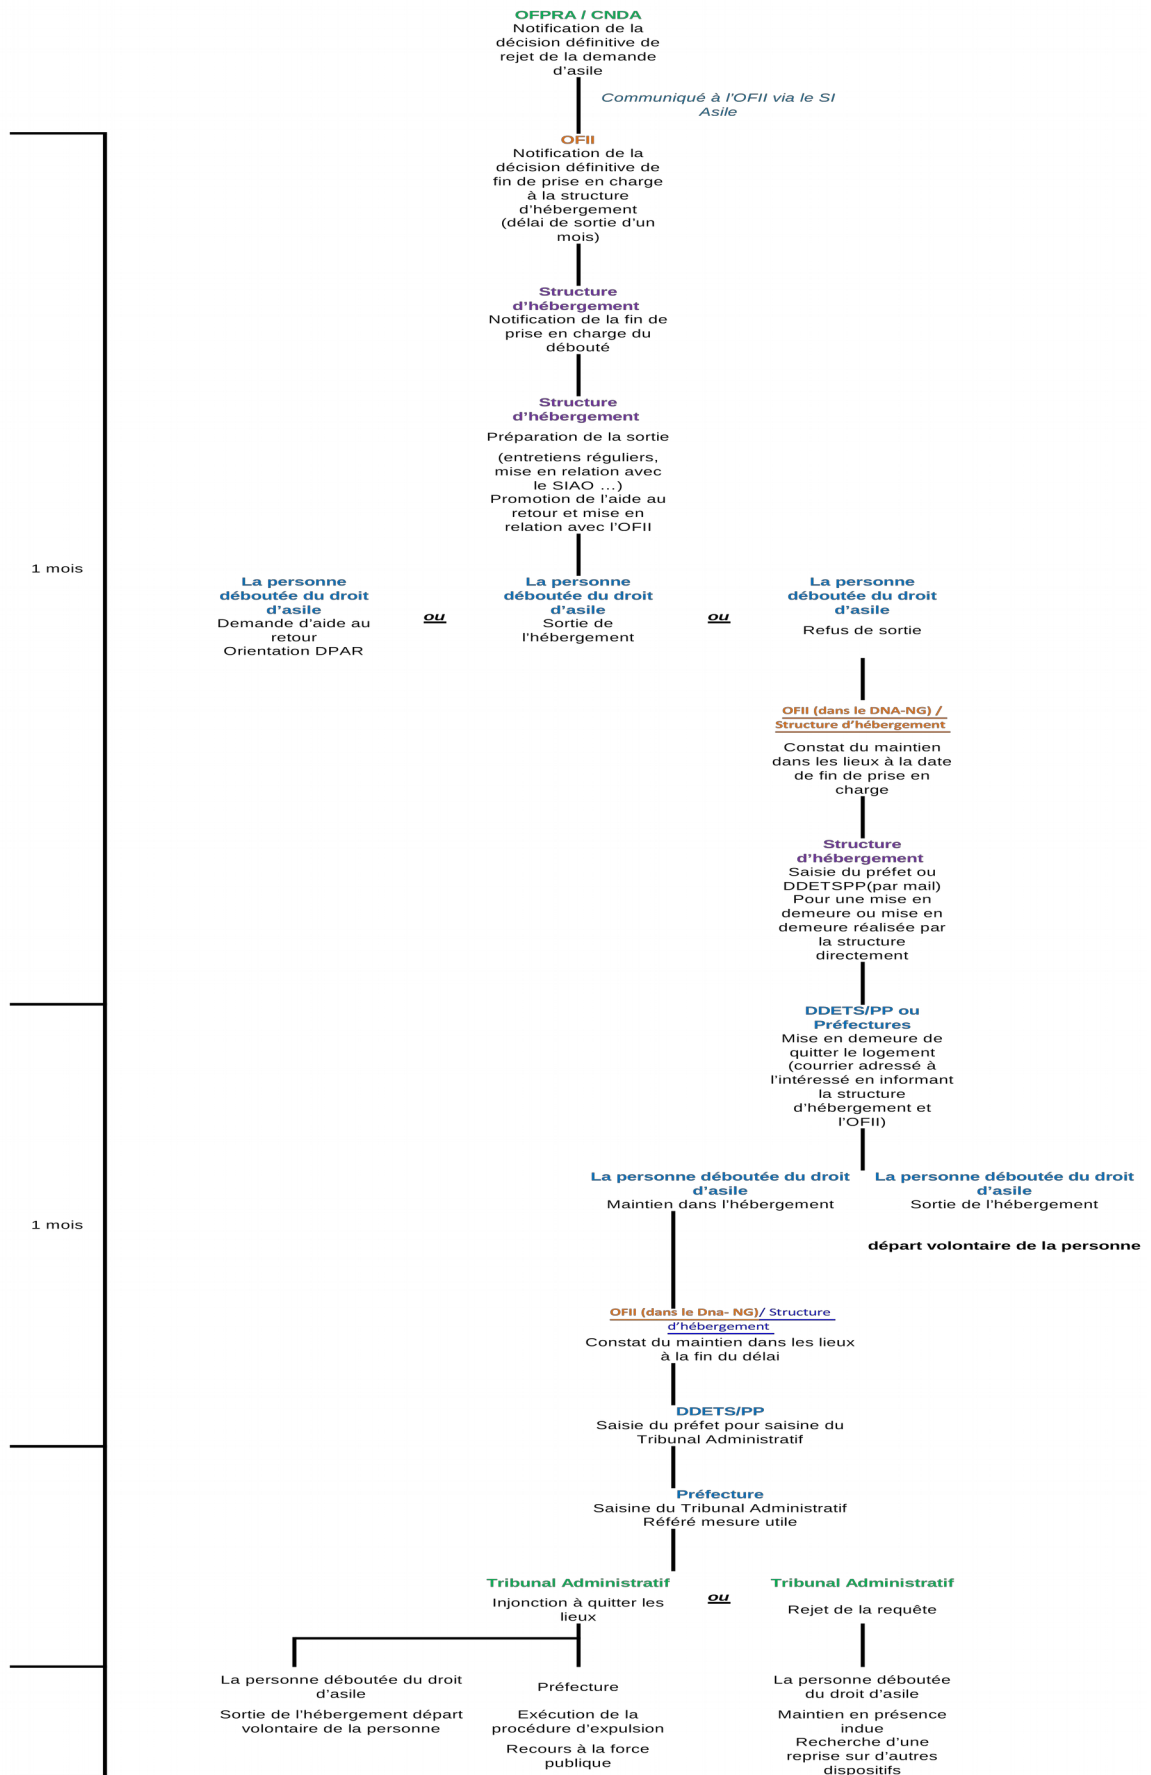 OFPRA / CNDA
Notification de la
décision définitive de
rejet de la demande
d'asile
Communiqué à l'OFII via le SI
Asile
OFII
Notification de la
décision définitive de
fin de prise en charge
à la structure
d'hébergement
(délai de sortie d'un
mois)
Structure
d'hébergement
Notification de la fin de
prise en charge du
débouté
Structure
d'hébergement
Préparation de la sortie
(entretiens réguliers,
mise en relation avec
le SIAO ...)
Promotion de l'aide au
retour et mise en
relation avec l'OFII
1 mois
La personne
déboutée du droit
d'asile
Demande d'aide au
retour
Orientation DPAR
ou
La personne
déboutée du droit
d'asile
Sortie de
l'hébergement
ou
La personne
déboutée du droit
d'asile
Refus de sortie
OFII (dans le DNA-NG) /
Structure d'hébergement
Constat du maintien
dans les lieux à la date
de fin de prise en
charge
Structure
d'hébergement
Saisie du préfet ou
DDETSPP(par mail)
Pour une mise en
demeure ou mise en
demeure réalisée par
la structure
directement
DDETS/PP ou
Préfectures
Mise en demeure de
quitter le logement
(courrier adressé à
l'intéressé en informant
la structure
d'hébergement et
l'OFII)
1 mois
La personne déboutée du droit
d'asile
Maintien dans l'hébergement
La personne déboutée du droit
d'asile
Sortie de l'hébergement
départ volontaire de la personne
OFII (dans le Dna- NG)/ Structure
d'hébergement
Constat du maintien dans les lieux
à la fin du délai
DDETS/PP
Saisie du préfet pour saisine du
Tribunal Administratif
Préfecture
Saisine du Tribunal Administratif
Référé mesure utile
Tribunal Administratif
Injonction à quitter les
lieux
ou
Tribunal Administratif
Rejet de la requête
La personne déboutée du droit
d'asile
Sortie de l'hébergement départ
volontaire de la personne
Préfecture
Exécution de la
procédure d'expulsion
Recours à la force
publique
La personne déboutée
du droit d'asile
Maintien en présence
indue
Recherche d'une
reprise sur d'autres
dispositifs